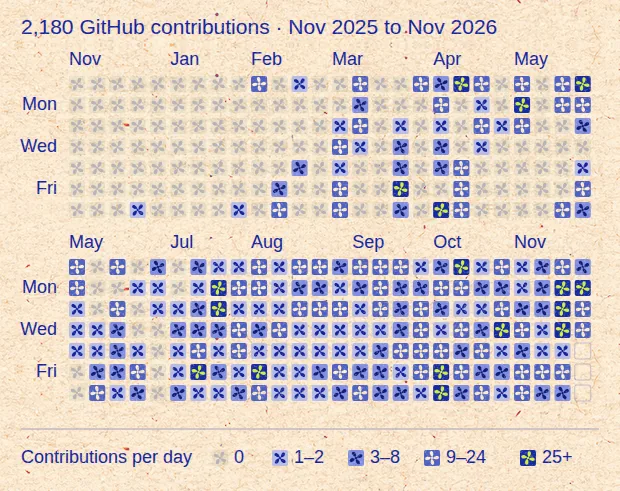 2,180 GitHub contributions · Nov 2025 to Nov 2026
Nov Jan Feb Mar Apr May
Mon
Wed
Fri
May Jul Aug Sep Oct Nov
Mon
Wed
Fri
Contributions per day 0 1–2 3–8 9–24 25+